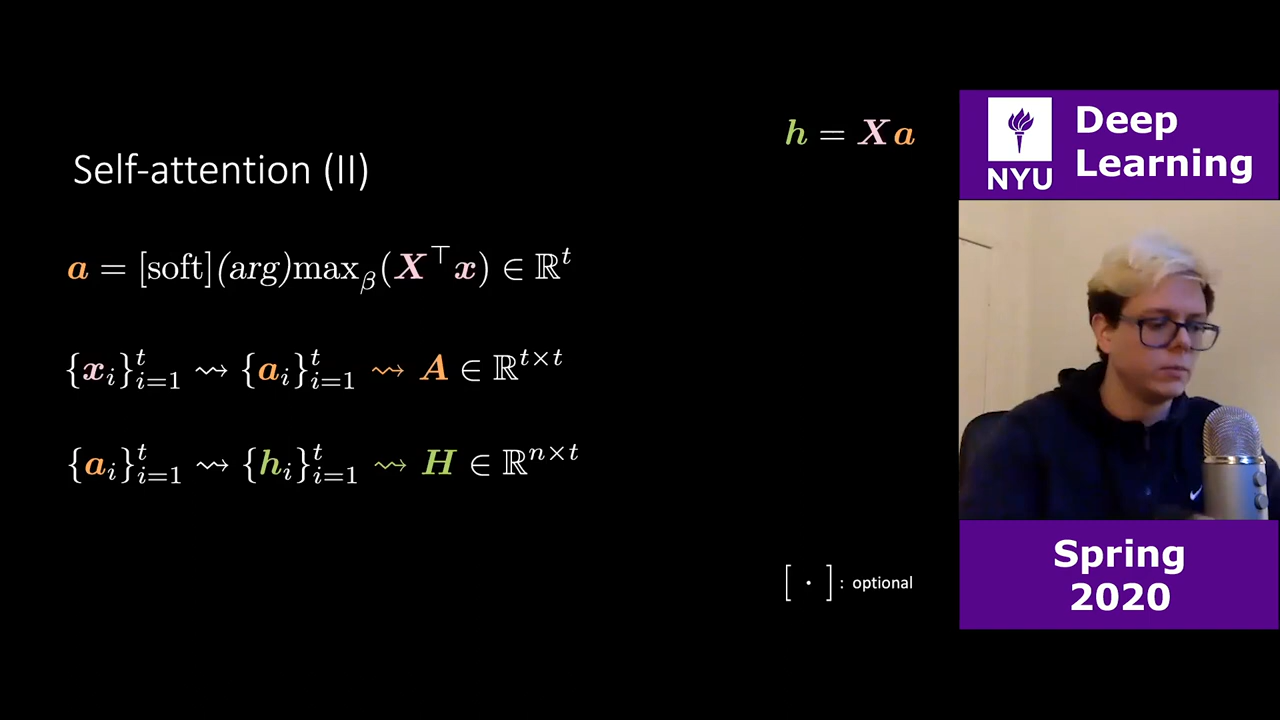 h = Xa
Self-attention (II)
a = [soft](arg)max_β(X^⊤x) ∈ ℝ^t
{x_i}_{i=1}^t ⇝ {a_i}_{i=1}^t ⇝ A ∈ ℝ^{t×t}
{a_i}_{i=1}^t ⇝ {h_i}_{i=1}^t ⇝ H ∈ ℝ^{n×t}
[ · ] : optional
NYU
Deep
Learning
Spring
2020